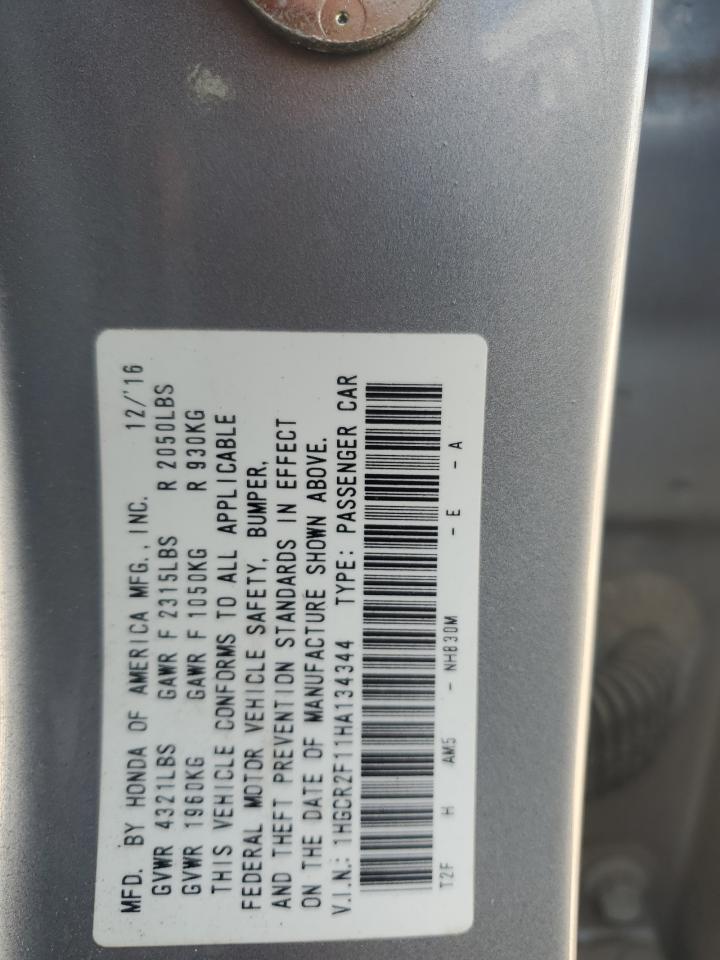 MFD. BY HONDA OF AMERICA MFG., INC. 12/'16
GVWR 4321LBS GAWR F 2315LBS R 2050LBS
GVWR 1960KG GAWR F 1050KG R 930KG
THIS VEHICLE CONFORMS TO ALL APPLICABLE
FEDERAL MOTOR VEHICLE SAFETY, BUMPER,
AND THEFT PREVENTION STANDARDS IN EFFECT
ON THE DATE OF MANUFACTURE SHOWN ABOVE.
V.I.N.: 1HGCR2F11HA134344 TYPE: PASSENGER CAR
T2F H AM5 - NH830M - E - A